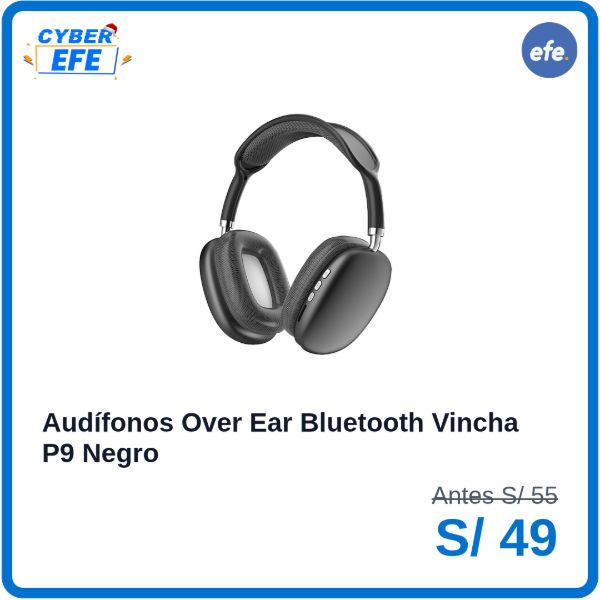 CYBER
EFE
efe.
Audífonos Over Ear Bluetooth Vincha
P9 Negro
Antes S/ 55
S/ 49